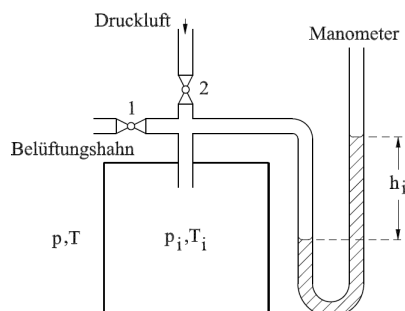 Druckluft
Manometer
2
1
Belüftungshahn
h_i
p,T
p_i,T_i